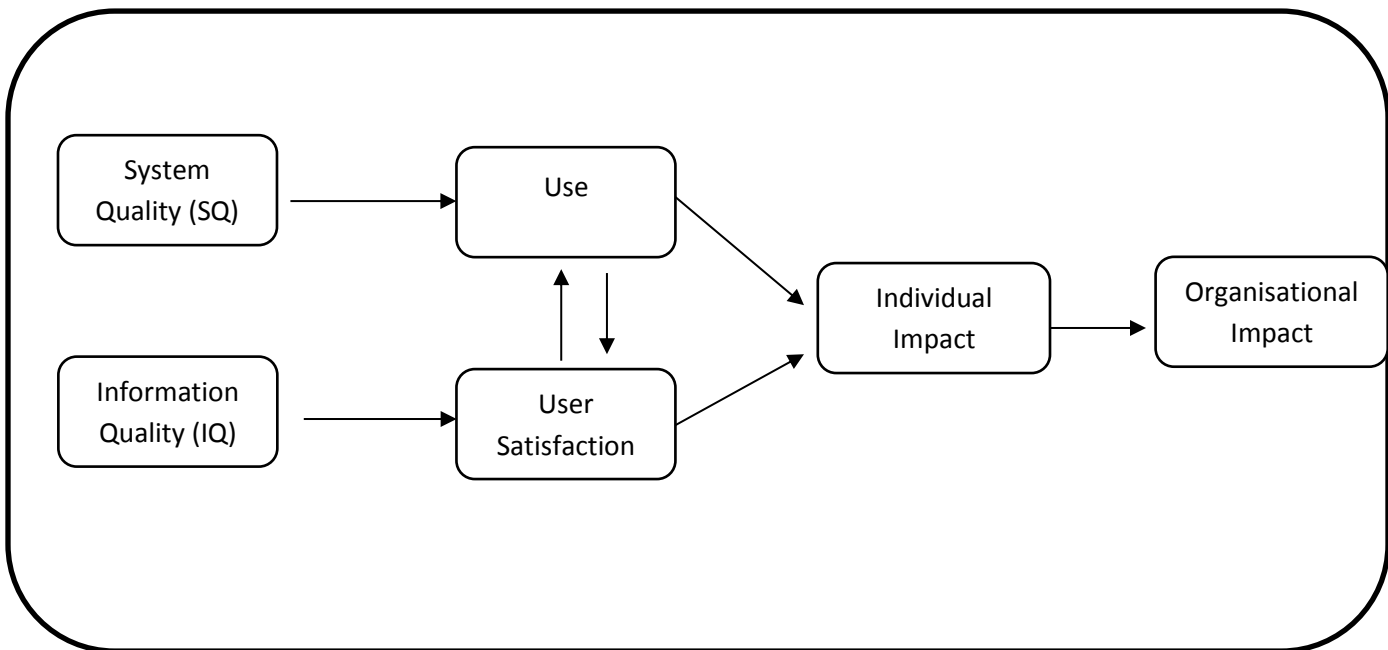 System
Quality (SQ)
Use
Information
Quality (IQ)
User
Satisfaction
Individual
Impact
Organisational
Impact